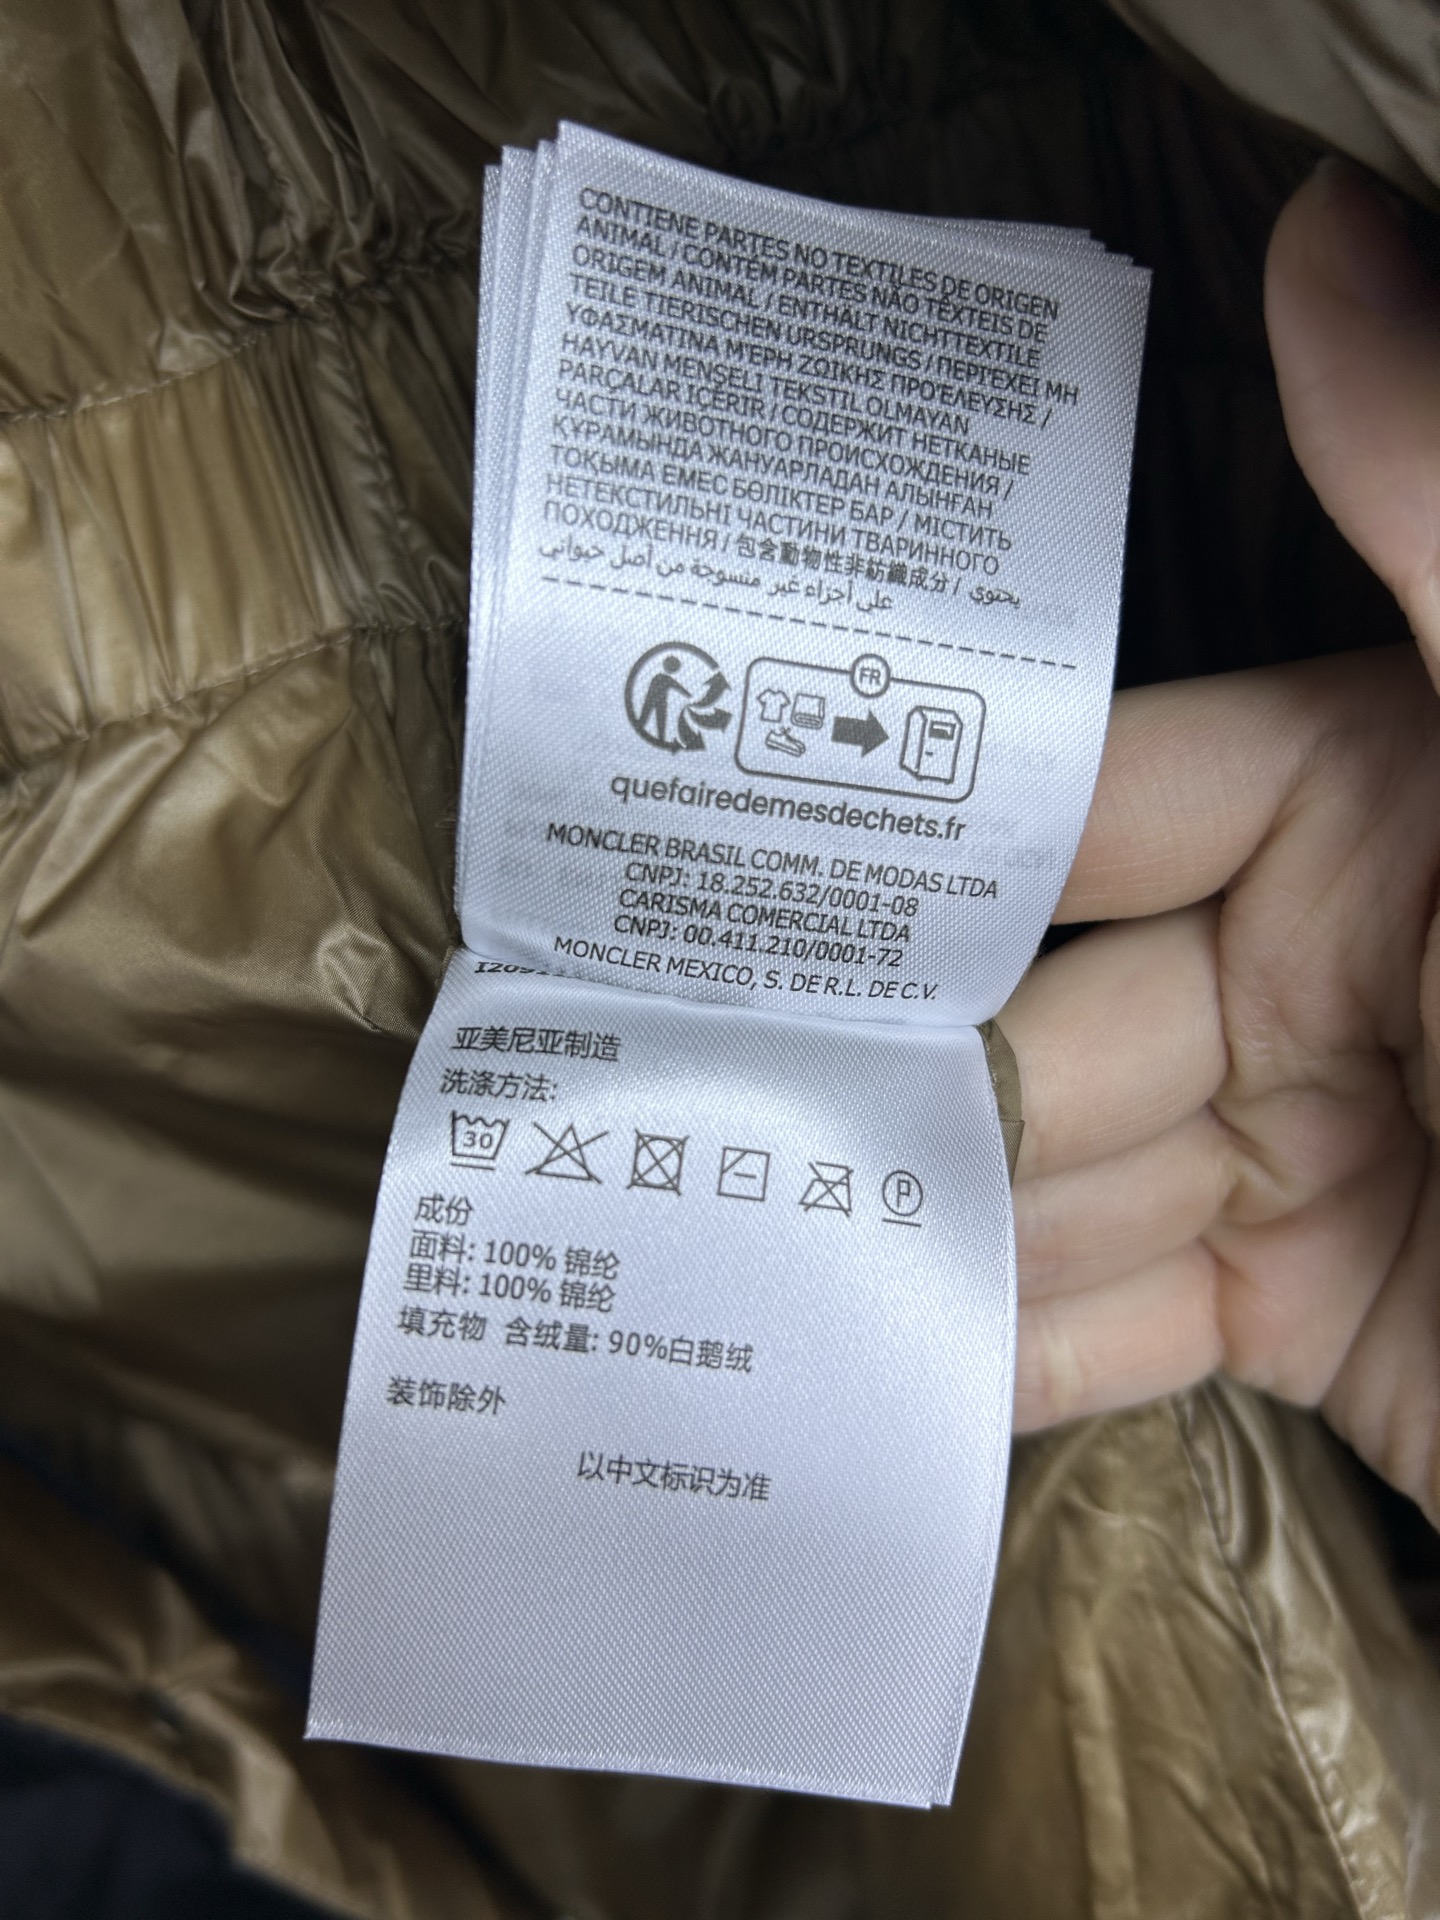 CONTIENE PARTES NO TEXTILES DE ORIGEN
ANIMAL / CONTÉM PARTES NÃO TÊXTEIS DE
ORIGEM ANIMAL / ENTHÄLT NICHTTEXTILE
TEILE TIERISCHEN URSPRUNGS / ΠΕΡΙΈΧΕΙ ΜΗ
ΥΦΑΣΜΑΤΙΝΑ ΜΈΡΗ ΖΩΙΚΗΣ ΠΡΟΈΛΕΥΣΗΣ /
HAYVAN MENŞELİ TEKSTİL OLMAYAN
PARÇALAR İÇERİR / СОДЕРЖИТ НЕТКАНЫЕ
ЧАСТИ ЖИВОТНОГО ПРОИСХОЖДЕНИЯ /
ҚҰРАМЫНДА ЖАНУАРЛАДАН АЛЫНҒАН
ТОҚЫМА ЕМЕС БӨЛІКТЕР БАР / МІСТИТЬ
НЕТЕКСТИЛЬНІ ЧАСТИНИ ТВАРИННОГО
ПОХОДЖЕННЯ / 包含動物性非紡織成分 / يحتوي
على أجزاء غير منسوجة من أصل حيواني
FR
quefairedemesdechets.fr
MONCLER BRASIL COMM. DE MODAS LTDA
CNPJ: 18.252.632/0001-08
CARISMA COMERCIAL LTDA
CNPJ: 00.411.210/0001-72
MONCLER MEXICO, S. DE R.L. DE C.V.
亚美尼亚制造
洗涤方法:
30
P
成份
面料: 100% 锦纶
里料: 100% 锦纶
填充物 含绒量: 90%白鹅绒
装饰除外
以中文标识为准